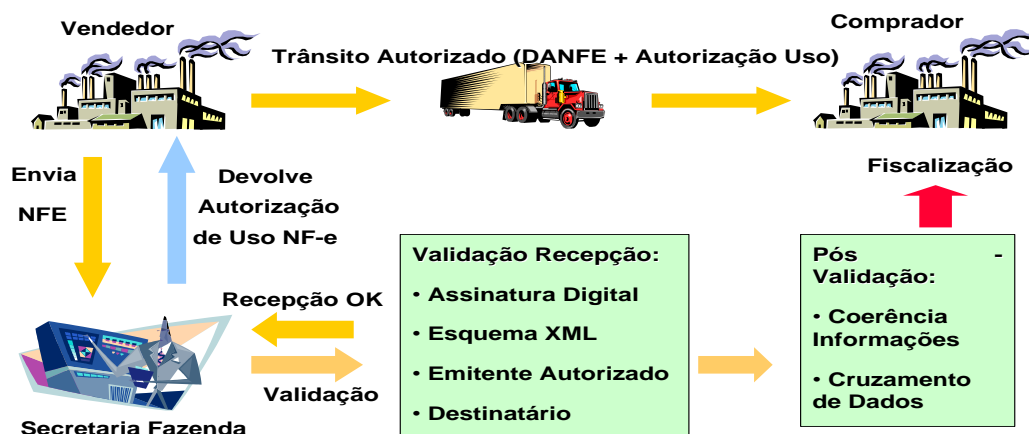 Vendedor
Comprador
Trânsito Autorizado (DANFE + Autorização Uso)
Envia
NFE
Devolve
Autorização
de Uso NF-e
Fiscalização
Validação Recepção:
• Assinatura Digital
• Esquema XML
• Emitente Autorizado
• Destinatário
Pós -
Validação:
• Coerência
Informações
• Cruzamento
de Dados
Recepção OK
Validação
Secretaria Fazenda